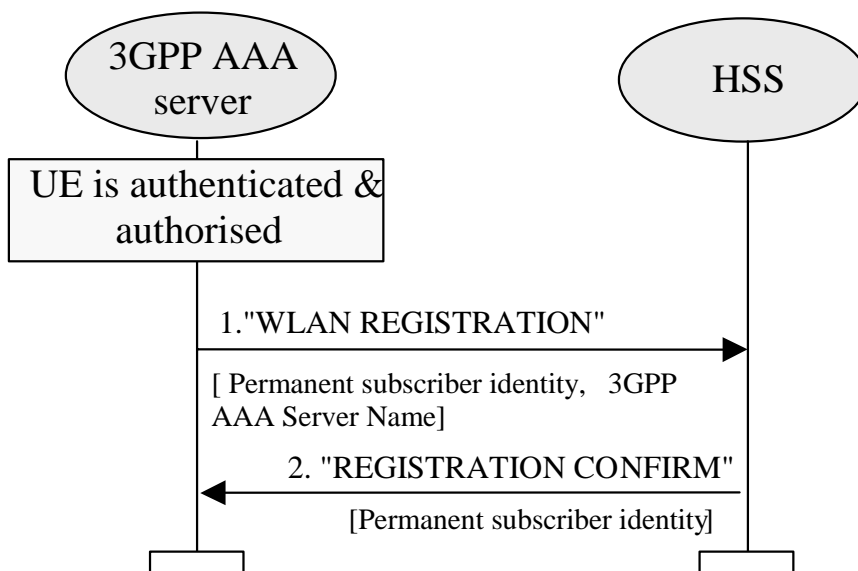 3GPP AAA
server
HSS
UE is authenticated &
authorised
1."WLAN REGISTRATION"
[ Permanent subscriber identity, 3GPP
AAA Server Name]
2. "REGISTRATION CONFIRM"
[Permanent subscriber identity]